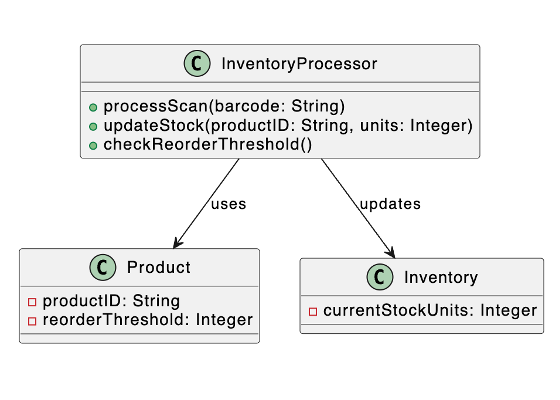 C InventoryProcessor
processScan(barcode: String)
updateStock(productID: String, units: Integer)
checkReorderThreshold()
uses
updates
C Product
productID: String
reorderThreshold: Integer
C Inventory
currentStockUnits: Integer